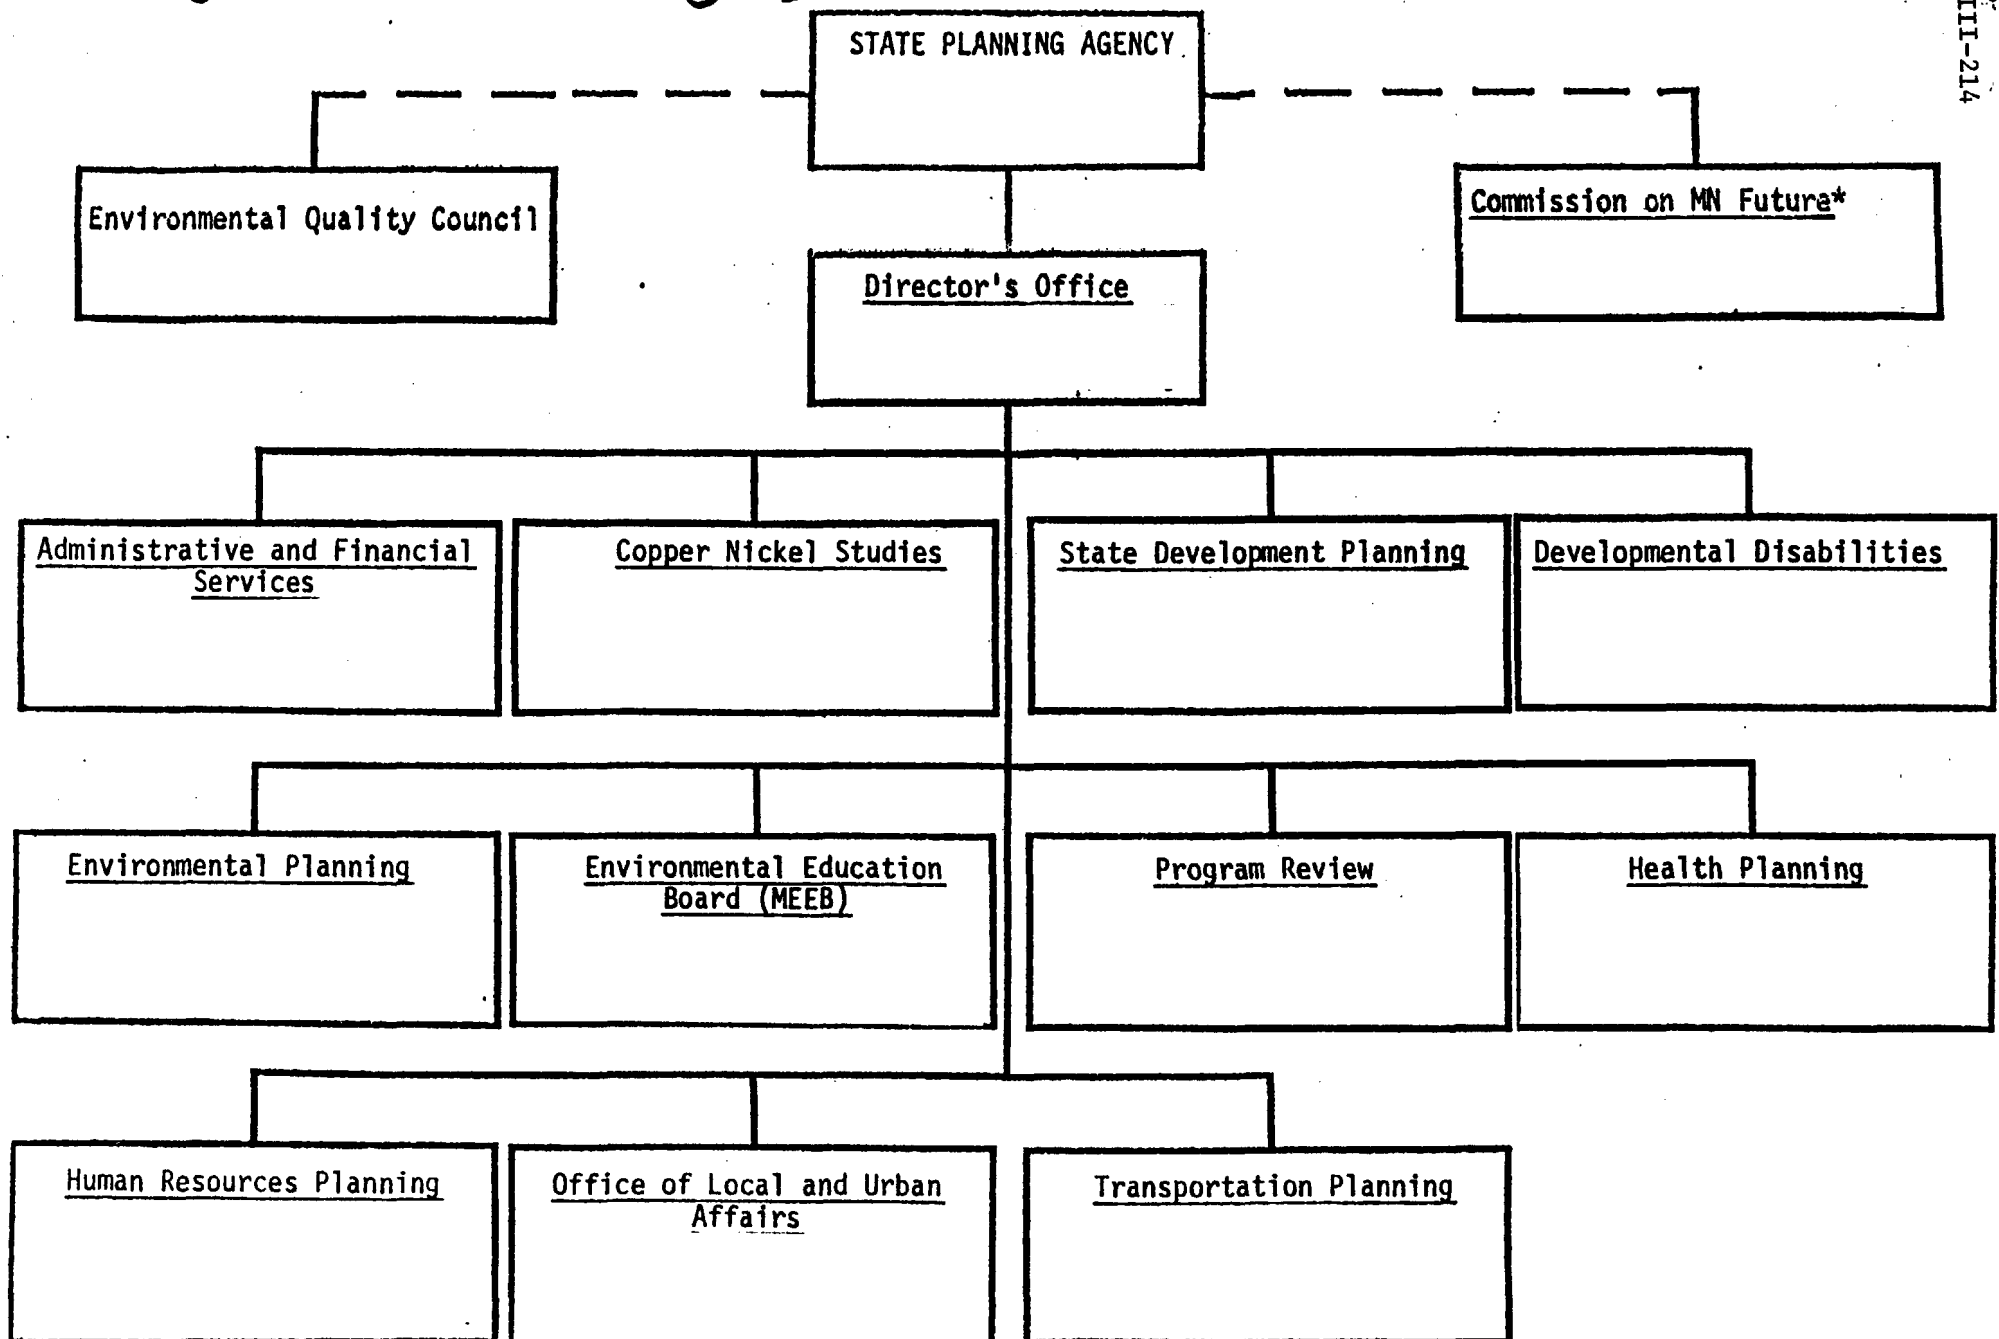 III-214
STATE PLANNING AGENCY
Environmental Quality Council
Commission on MN Future*
Director's Office
Administrative and Financial
Services
Copper Nickel Studies
State Development Planning
Developmental Disabilities
Environmental Planning
Environmental Education
Board (MEEB)
Program Review
Health Planning
Human Resources Planning
Office of Local and Urban
Affairs
Transportation Planning